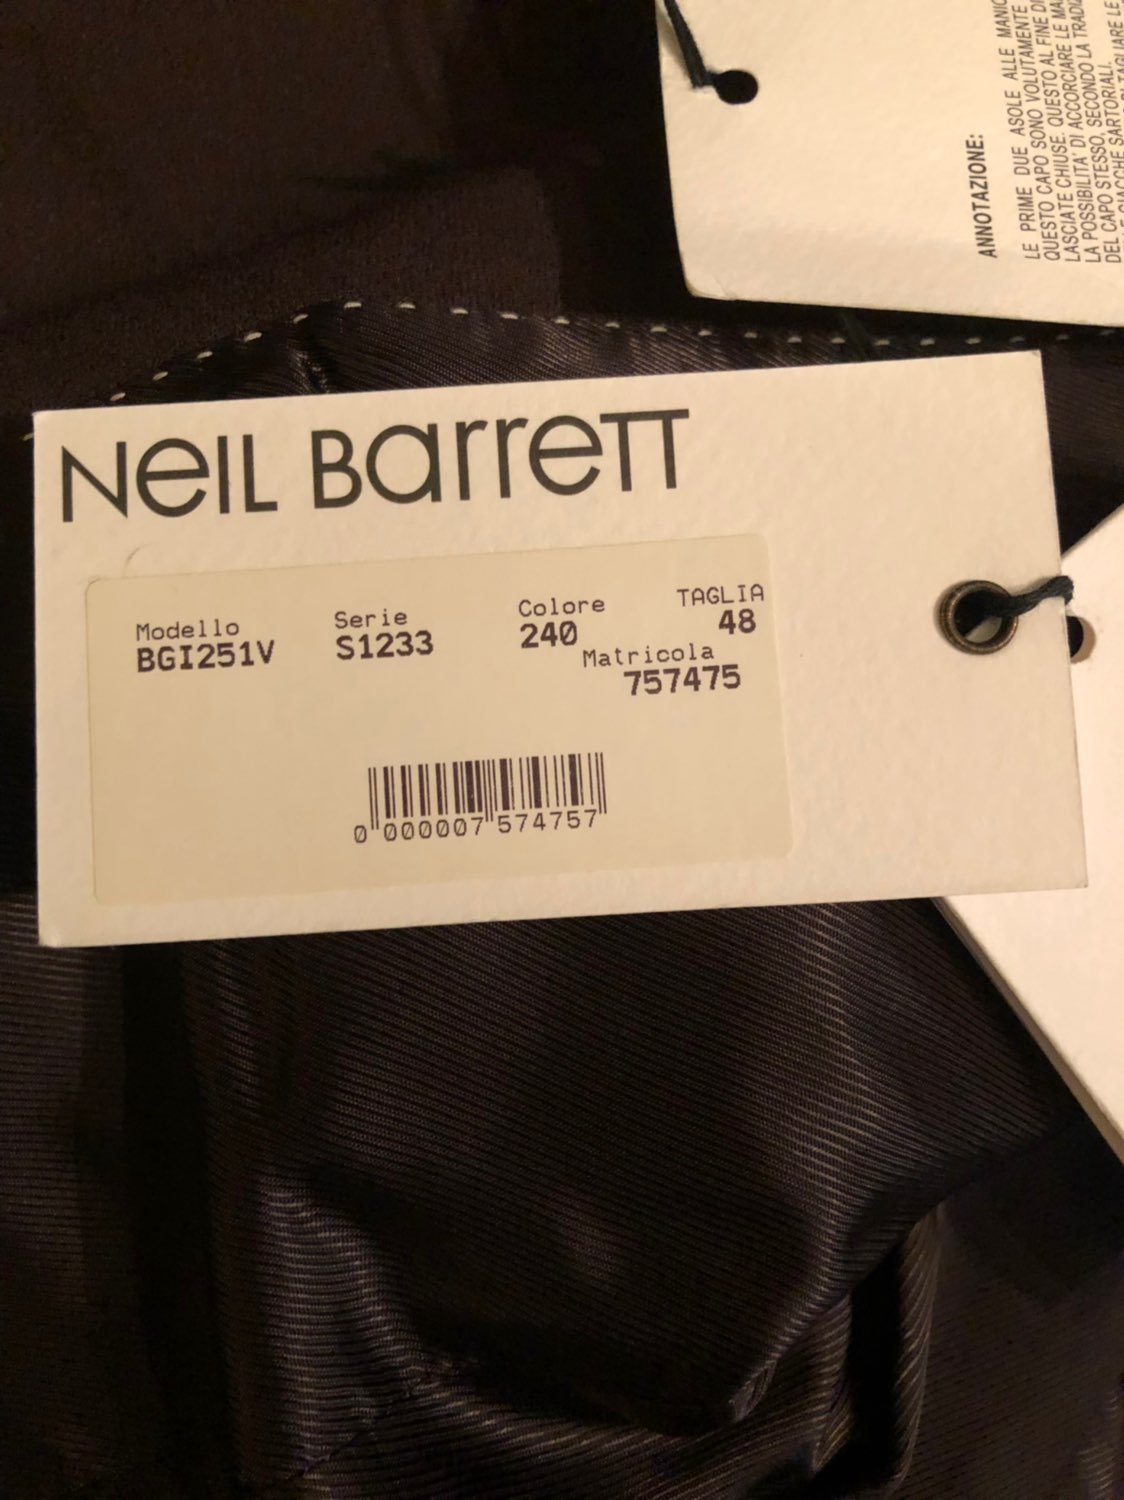 ANNOTAZIONE:
LE PRIME DUE ASOLE ALLE
QUESTO CAPO SONO VOLUTAMENTE
LASCIATE CHIUSE. QUESTO AL FINE
LA POSSIBILITA' DI ACCORCIARE LE
DEL CAPO STESSO, SECONDO LA
GIACCHE SARTORIALI.
NEIL BarreTT
Modello Serie Colore TAGLIA
BGI251V S1233 240 48
Matricola
757475
0 000007 574757